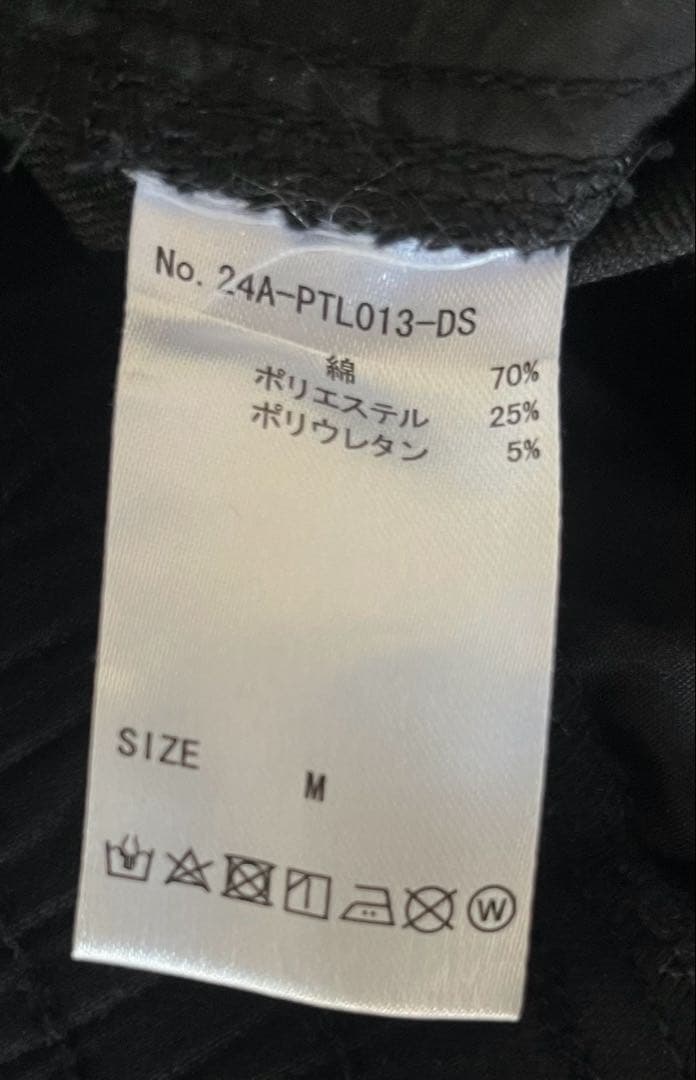 No. 24A-PTL013-DS
綿 70%
ポリエステル 25%
ポリウレタン 5%
SIZE
M
W